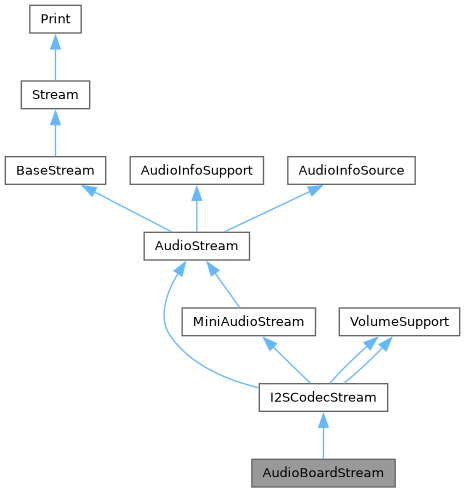 Print
Stream
BaseStream
AudioInfoSupport
AudioInfoSource
AudioStream
MiniAudioStream
VolumeSupport
I2SCodecStream
AudioBoardStream